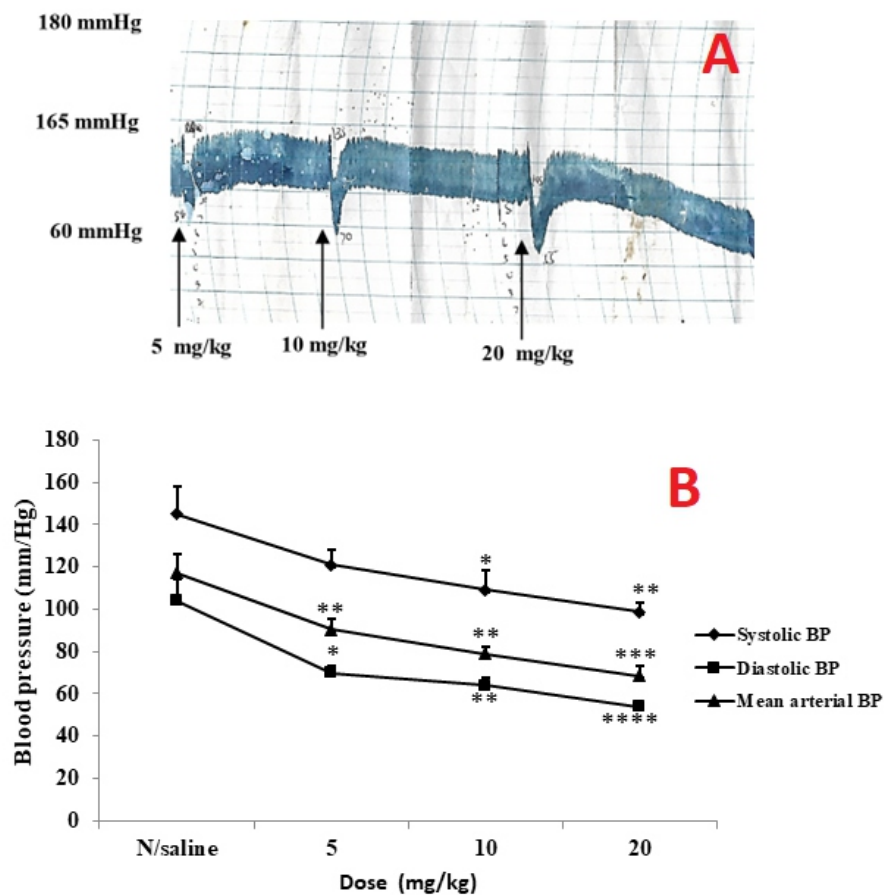 180 mmHg
A
165 mmHg
60 mmHg
5 mg/kg
10 mg/kg
20 mg/kg
180
B
160
140
120
100
80
60
40
20
0
Blood pressure (mm/Hg)
*
**
**
*
**
***
**
****
Systolic BP
Diastolic BP
Mean arterial BP
N/saline 5 10 20
Dose (mg/kg)